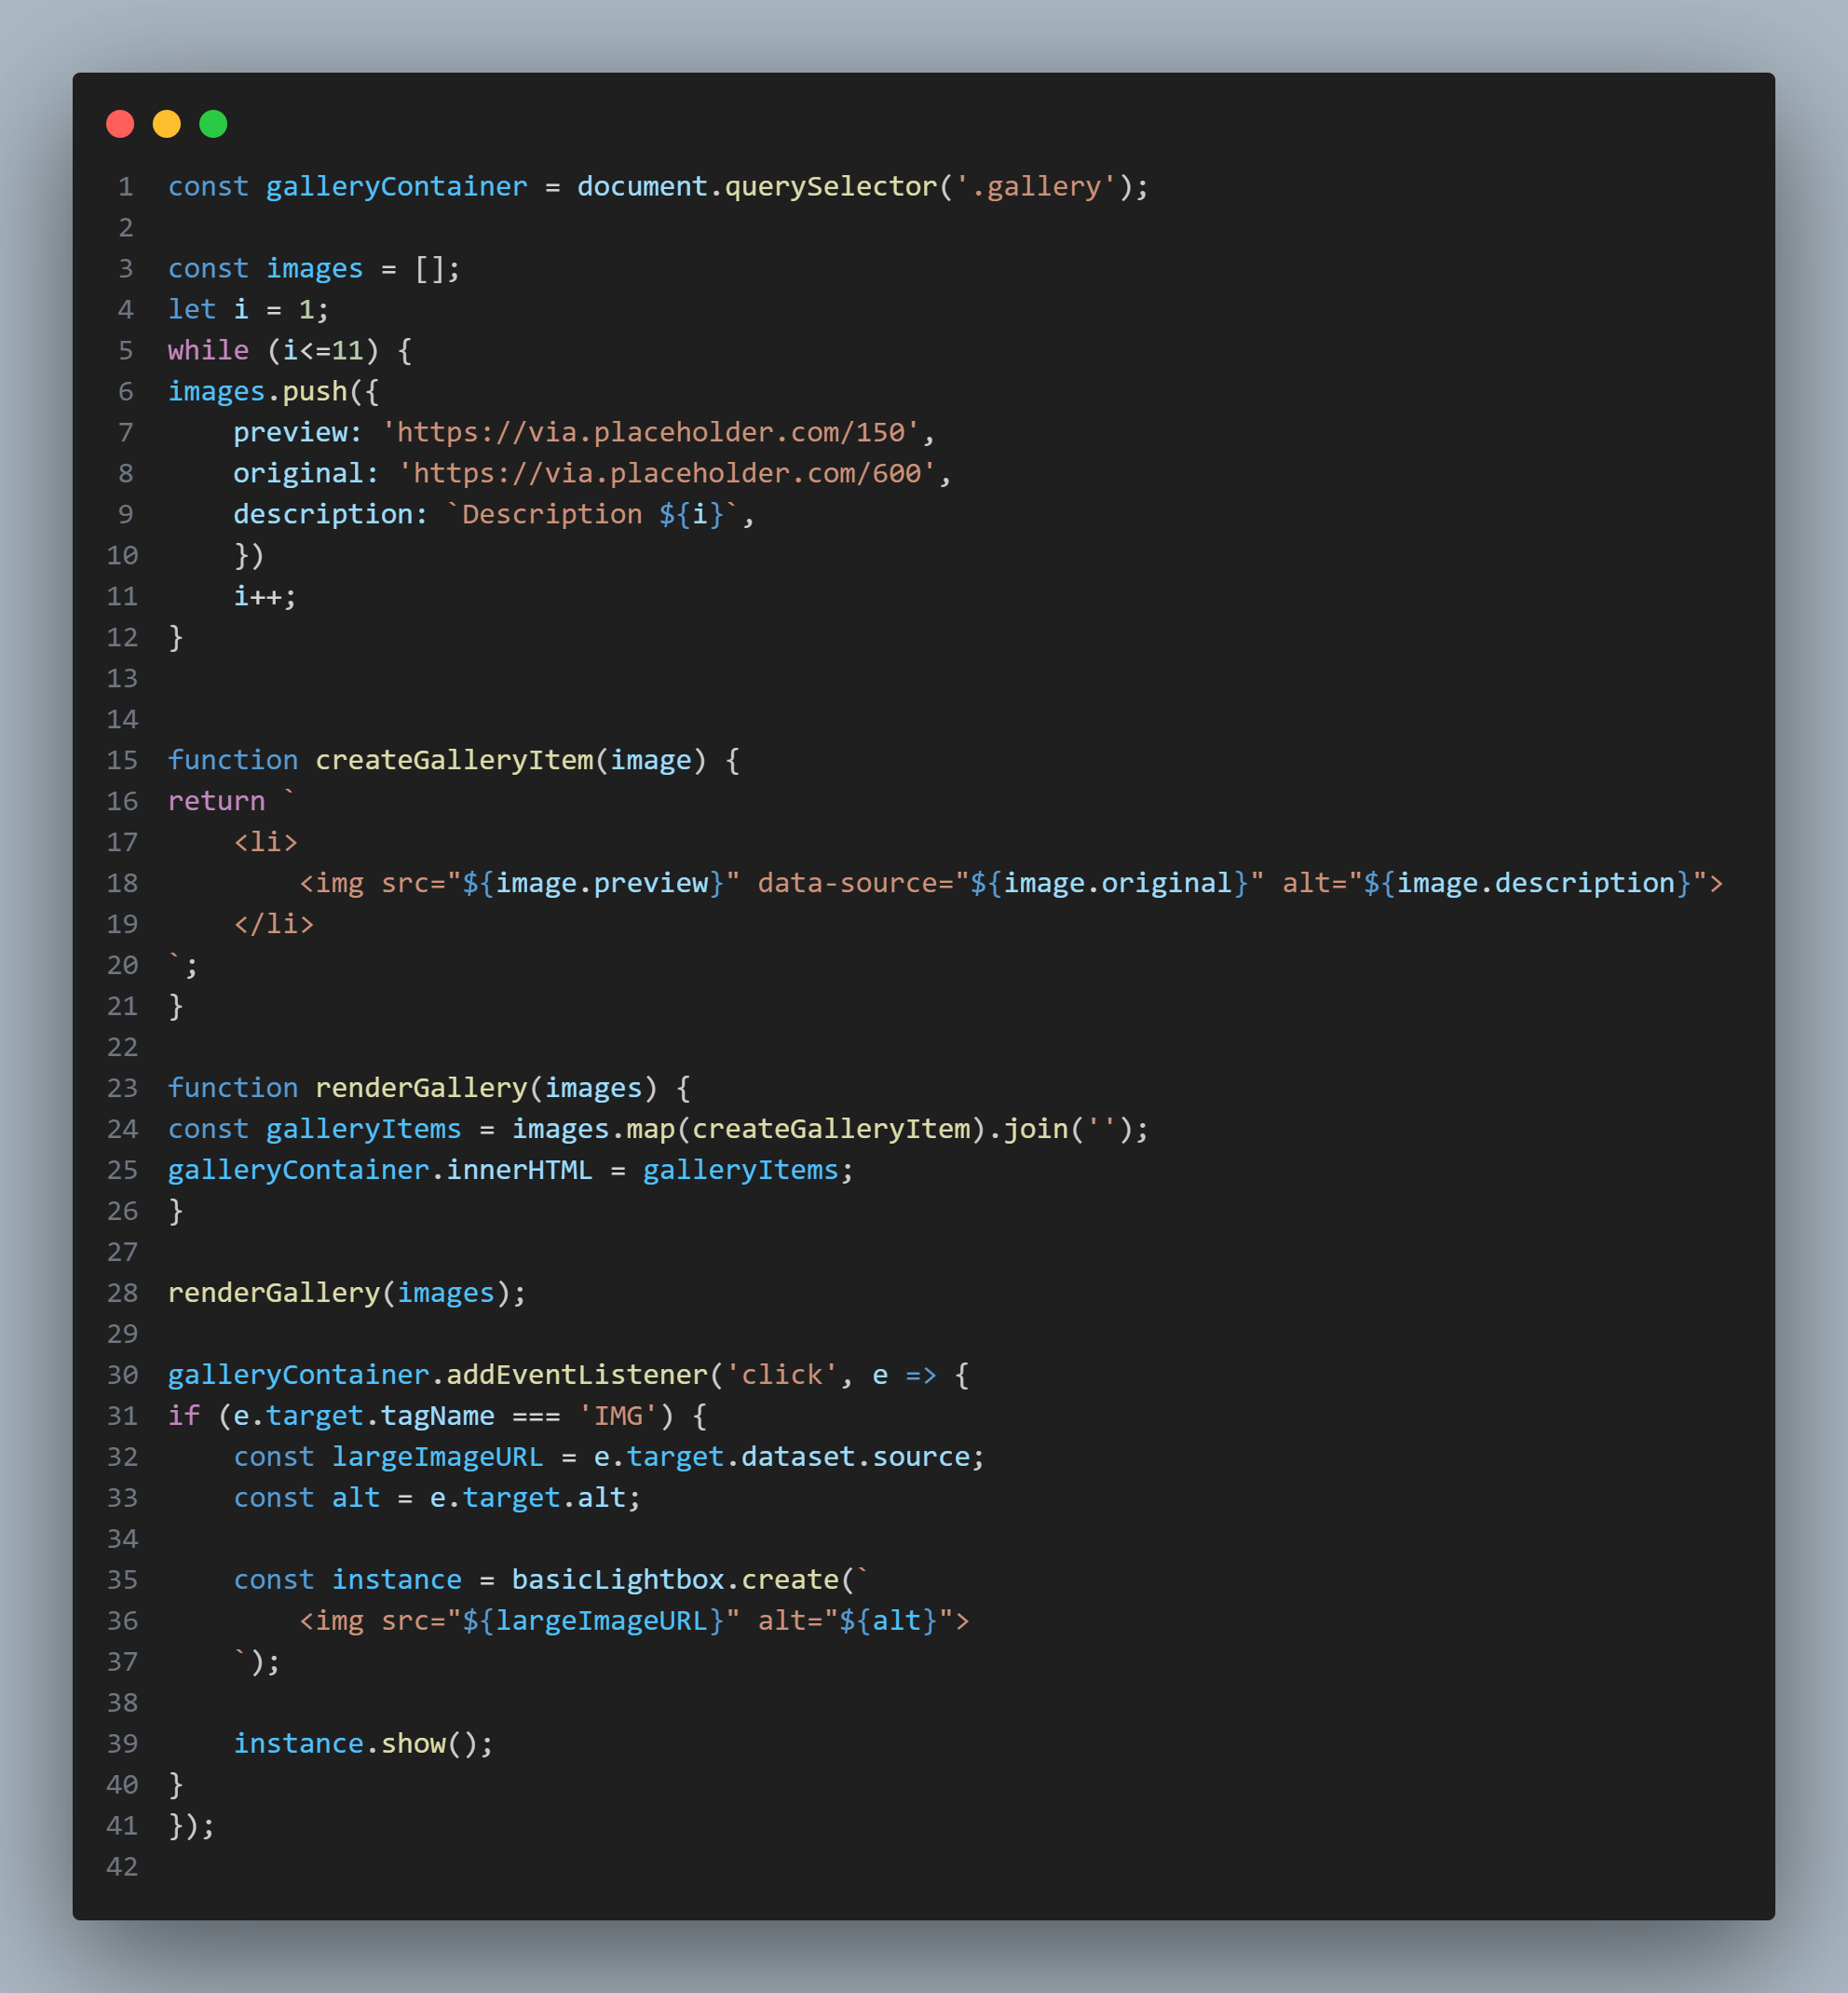 1 const galleryContainer = document.querySelector('.gallery');
2
3 const images = [];
4 let i = 1;
5 while (i<=11) {
6 images.push({
7     preview: 'https://via.placeholder.com/150',
8     original: 'https://via.placeholder.com/600',
9     description: `Description ${i}`,
10     })
11     i++;
12 }
13
14
15 function createGalleryItem(image) {
16 return `
17     <li>
18         <img src="${image.preview}" data-source="${image.original}" alt="${image.description}">
19     </li>
20 `;
21 }
22
23 function renderGallery(images) {
24 const galleryItems = images.map(createGalleryItem).join('');
25 galleryContainer.innerHTML = galleryItems;
26 }
27
28 renderGallery(images);
29
30 galleryContainer.addEventListener('click', e => {
31 if (e.target.tagName === 'IMG') {
32     const largeImageURL = e.target.dataset.source;
33     const alt = e.target.alt;
34
35     const instance = basicLightbox.create(`
36         <img src="${largeImageURL}" alt="${alt}">
37     `);
38
39     instance.show();
40 }
41 });
42